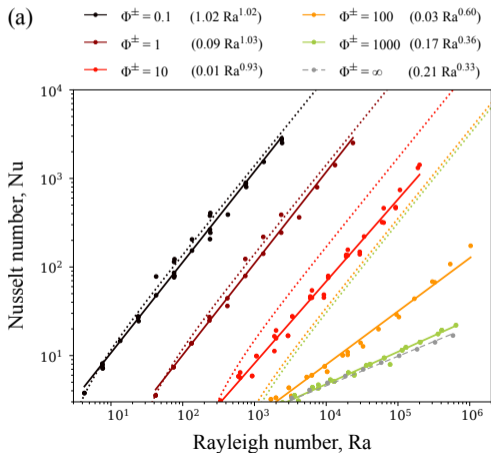 (a)
Φ± = 0.1 (1.02 Ra^1.02)
Φ± = 1 (0.09 Ra^1.03)
Φ± = 10 (0.01 Ra^0.93)
Φ± = 100 (0.03 Ra^0.60)
Φ± = 1000 (0.17 Ra^0.36)
Φ± = ∞ (0.21 Ra^0.33)
Nusselt number, Nu
10^4
10^3
10^2
10^1
10^1 10^2 10^3 10^4 10^5 10^6
Rayleigh number, Ra